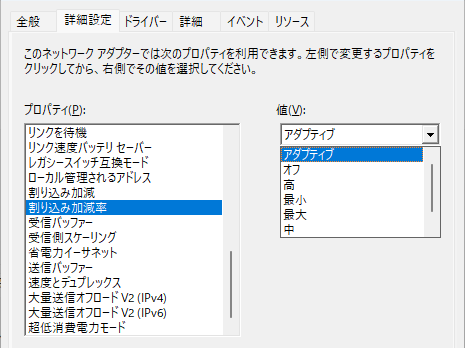 全般 詳細設定 ドライバー 詳細 イベント リソース
このネットワーク アダプターでは次のプロパティを利用できます。左側で変更するプロパティを
クリックしてから、右側でその値を選択してください。
プロパティ(P): 値(V):
リンクを待機
リンク速度バッテリ セーバー
レガシースイッチ互換モード
ローカル管理されるアドレス
割り込み加減
割り込み加減率
受信バッファー
受信側スケーリング
省電力イーサネット
送信バッファー
速度とデュプレックス
大量送信オフロード V2 (IPv4)
大量送信オフロード V2 (IPv6)
超低消費電力モード
アダプティブ
アダプティブ
オフ
高
最小
最大
中